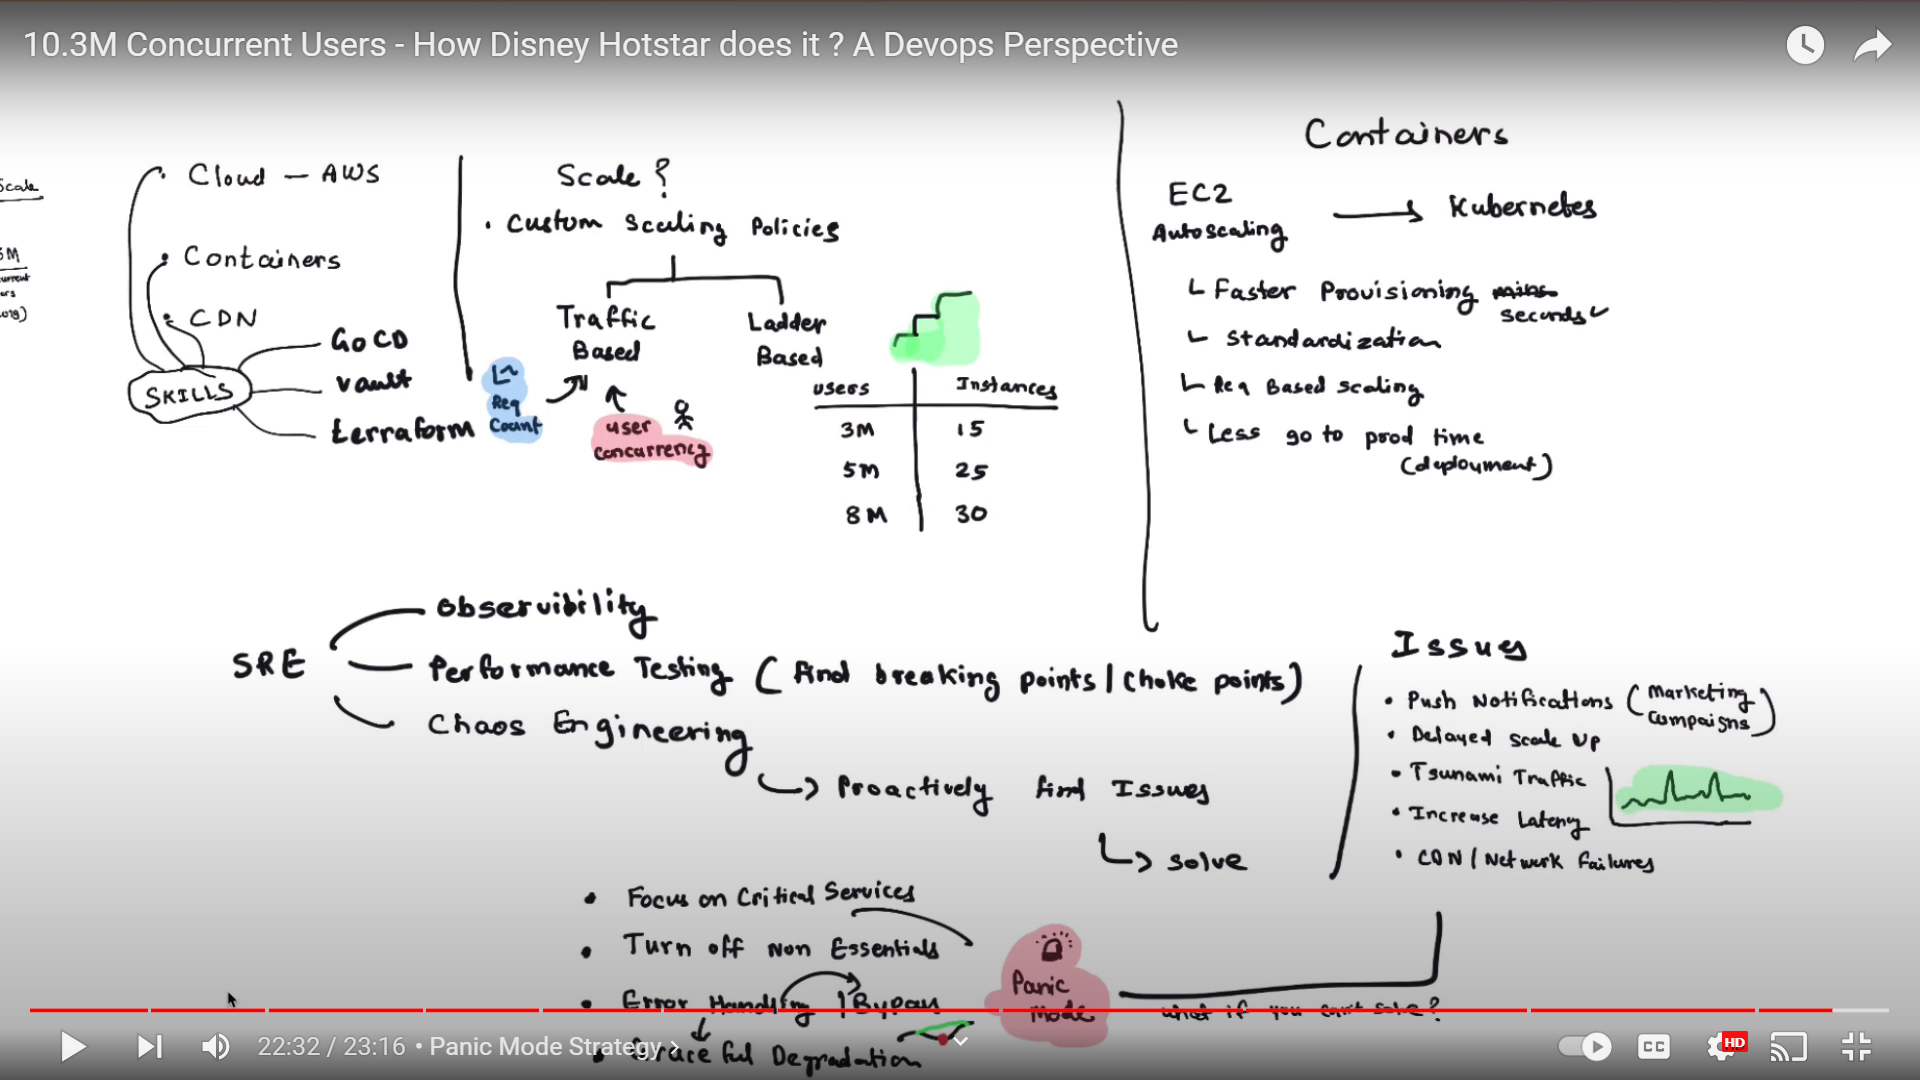 10.3M Concurrent Users - How Disney Hotstar does it ? A Devops Perspective
Scale
Cloud — AWS
Containers
CDN
SKILLS
GoCD
Vault
terraform
Scale ?
• Custom Scaling Policies
Traffic
Based
Ladder
Based
Req
Count
user
concurrency
users Instances
3M 15
5M 25
8M 30
Containers
EC2
Autoscaling
→ Kubernetes
Faster Provisioning mins
seconds
Standardization
Req Based scaling
Less go to prod time
(deployment)
SRE
Observibility
Performance Testing ( find breaking points / choke points )
Chaos Engineering
→ Proactively find Issues
→ solve
Issues
• Push Notifications ( Marketing
Campaigns )
• Delayed Scale Up
• Tsunami Traffic
• Increase Latency
• CDN / Network Failures
• Focus on Critical Services
• Turn off Non Essentials
• Error Handling / Bypass
• Graceful Degradation
Panic
Mode
What if you can't solve ?
22:32 / 23:16 • Panic Mode Strategy >
CC
HD